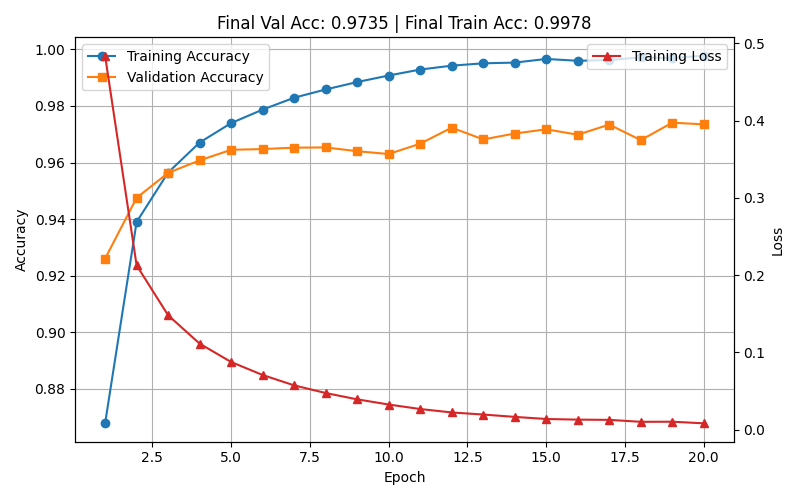 Final Val Acc: 0.9735 | Final Train Acc: 0.9978
Training Accuracy
Validation Accuracy
Training Loss
1.00
0.98
0.96
0.94
0.92
0.90
0.88
Accuracy
0.5
0.4
0.3
0.2
0.1
0.0
Loss
2.5 5.0 7.5 10.0 12.5 15.0 17.5 20.0
Epoch